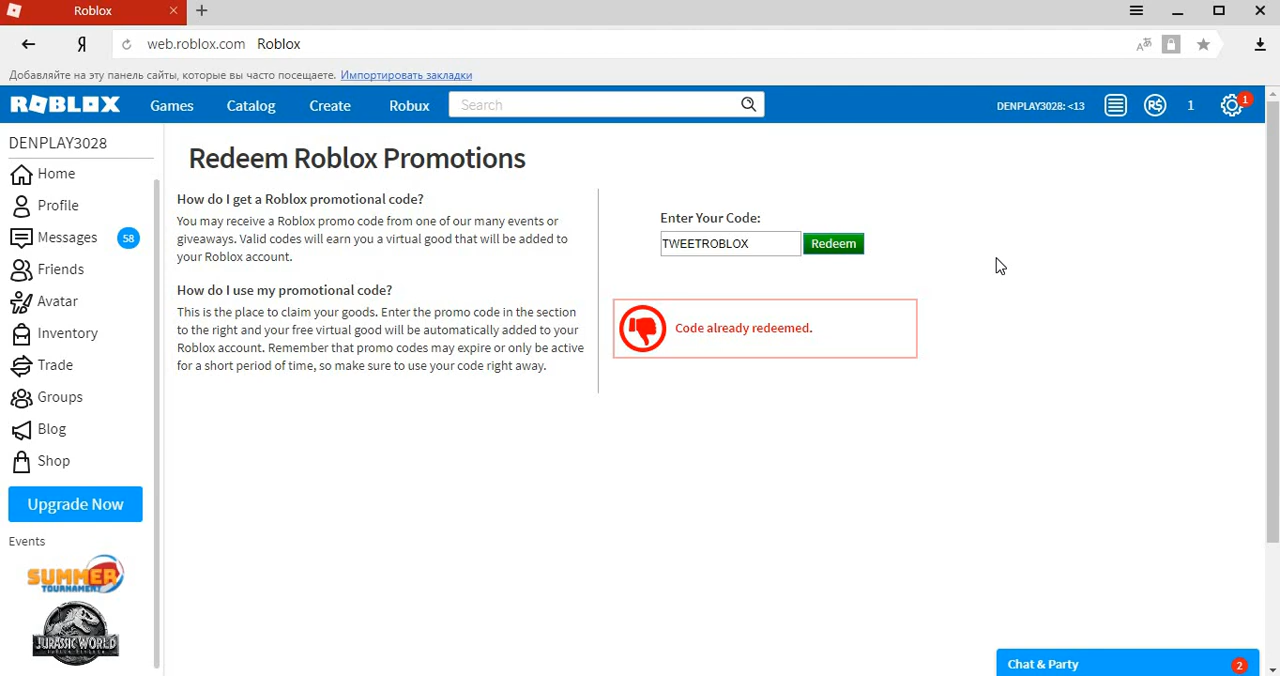 Roblox
web.roblox.com Roblox
Добавляйте на эту панель сайты, которые вы часто посещаете. Импортировать закладки
ROBLOX Games Catalog Create Robux Search DENPLAY3028: <13 R$ 1 1
DENPLAY3028
Home
Profile
Messages 58
Friends
Avatar
Inventory
Trade
Groups
Blog
Shop
Upgrade Now
Events
SUMMER
TOURNAMENT
JURASSIC WORLD
Redeem Roblox Promotions
How do I get a Roblox promotional code?
You may receive a Roblox promo code from one of our many events or
giveaways. Valid codes will earn you a virtual good that will be added to
your Roblox account.
How do I use my promotional code?
This is the place to claim your goods. Enter the promo code in the section
to the right and your free virtual good will be automatically added to your
Roblox account. Remember that promo codes may expire or only be active
for a short period of time, so make sure to use your code right away.
Enter Your Code:
TWEETROBLOX Redeem
Code already redeemed.
Chat & Party 2